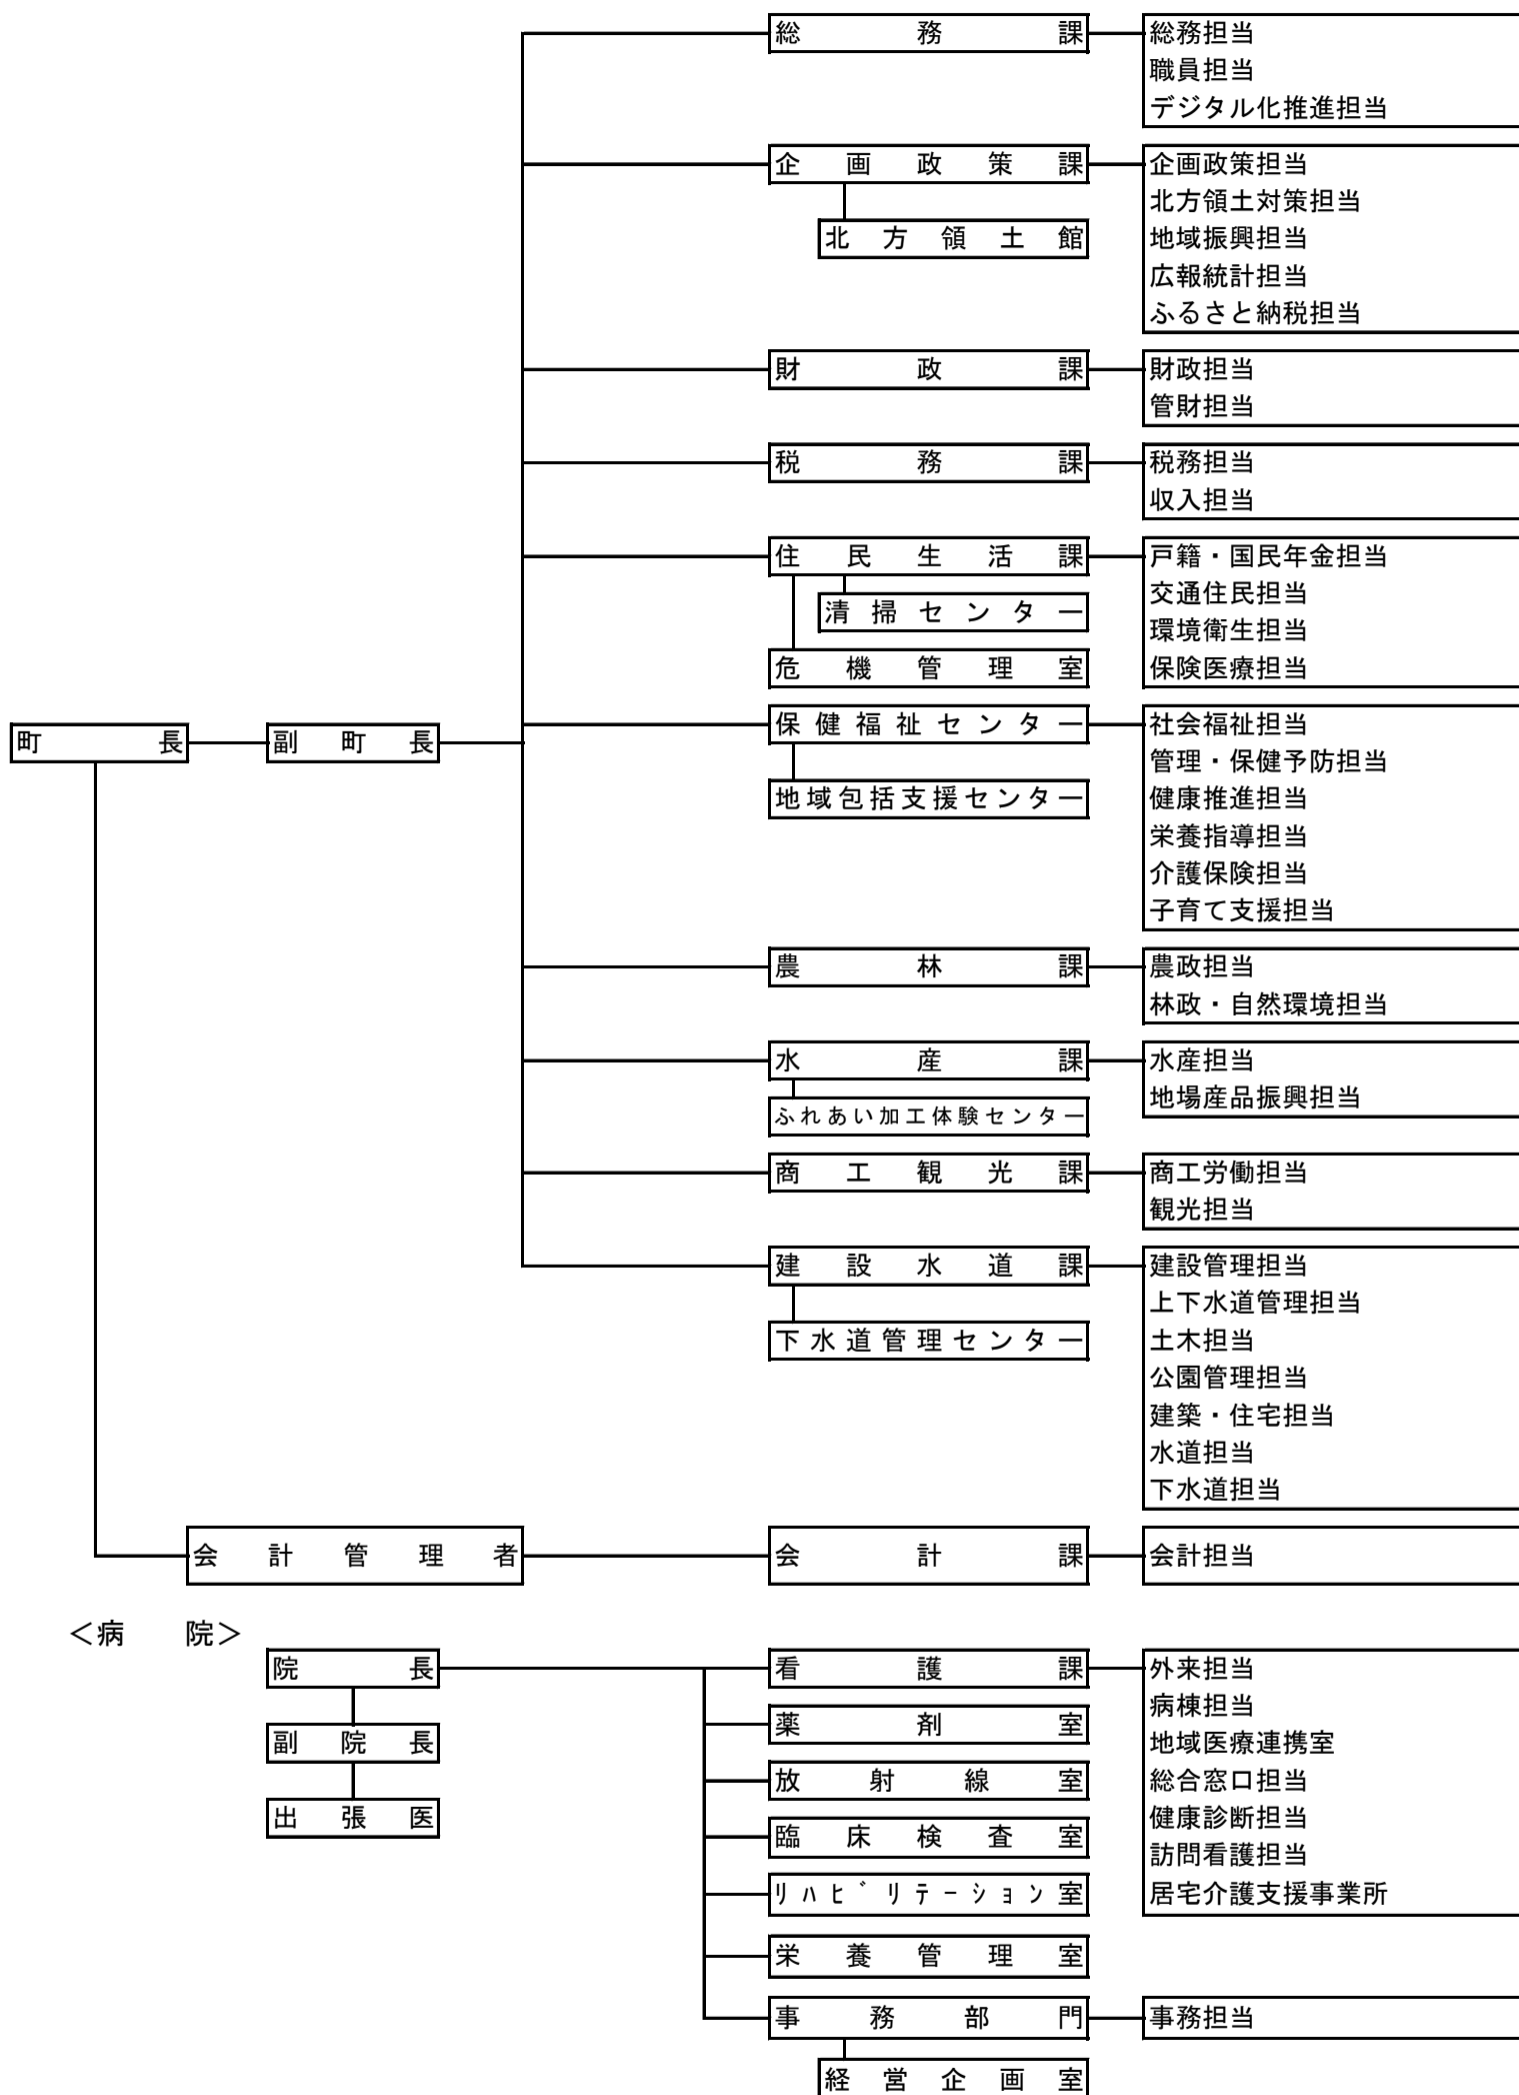 総務課 総務担当
職員担当
デジタル化推進担当
企画政策課 企画政策担当
北方領土対策担当
北方領土館 地域振興担当
広報統計担当
ふるさと納税担当
財政課 財政担当
管財担当
税務課 税務担当
収入担当
住民生活課 戸籍・国民年金担当
清掃センター 交通住民担当
環境衛生担当
危機管理室 保険医療担当
保健福祉センター 社会福祉担当
町長 副町長
管理・保健予防担当
地域包括支援センター 健康推進担当
栄養指導担当
介護保険担当
子育て支援担当
農林課 農政担当
林政・自然環境担当
水産課 水産担当
ふれあい加工体験センター 地場産品振興担当
商工観光課 商工労働担当
観光担当
建設水道課 建設管理担当
上下水道管理担当
下水道管理センター 土木担当
公園管理担当
建築・住宅担当
水道担当
下水道担当
会計管理者 会計課 会計担当
＜病 院＞
院長 看護課 外来担当
病棟担当
薬剤室
副院長 地域医療連携室
放射線室 総合窓口担当
出張医 健康診断担当
臨床検査室
訪問看護担当
ﾘﾊﾋﾞﾘﾃｰｼｮﾝ室 居宅介護支援事業所
栄養管理室
事務部門 事務担当
経営企画室